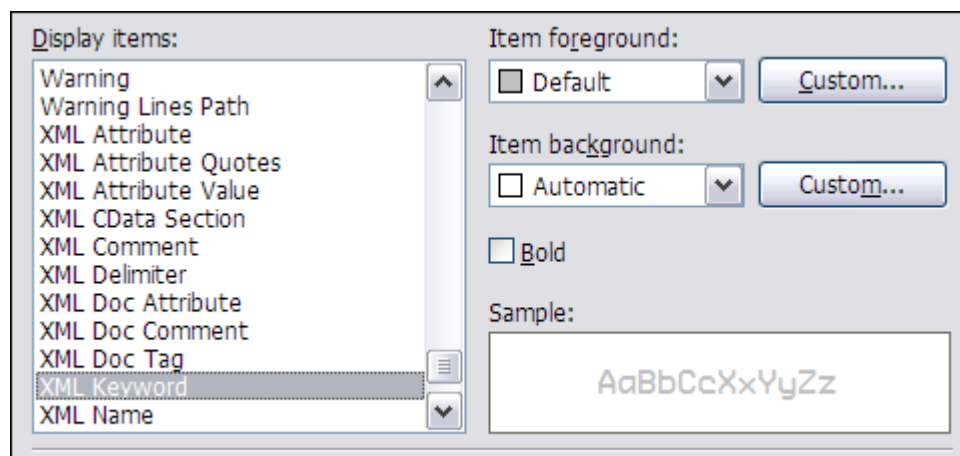 Display items:
Warning
Warning Lines Path
XML Attribute
XML Attribute Quotes
XML Attribute Value
XML CData Section
XML Comment
XML Delimiter
XML Doc Attribute
XML Doc Comment
XML Doc Tag
XML Keyword
XML Name
Item foreground:
Default
Custom...
Item background:
Automatic
Custom...
Bold
Sample:
AaBbCcXxYyZz